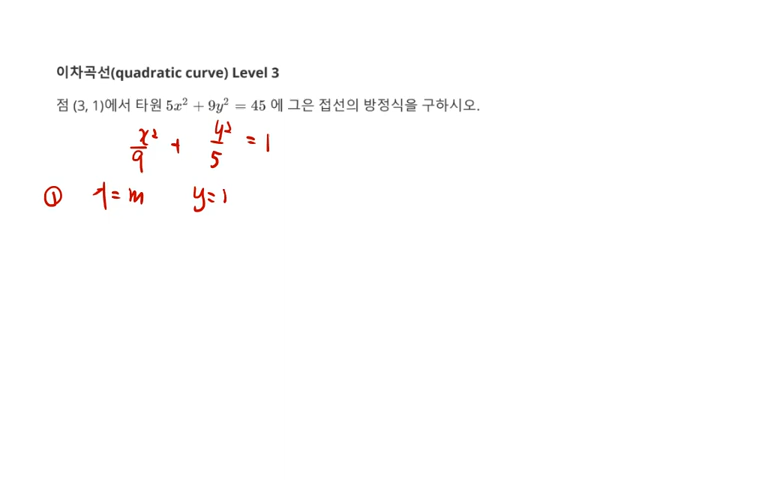 이차곡선(quadratic curve) Level 3
점 (3, 1)에서 타원 5x² + 9y² = 45 에 그은 접선의 방정식을 구하시오.
x²/9 + y²/5 = 1
① x = m y = 1